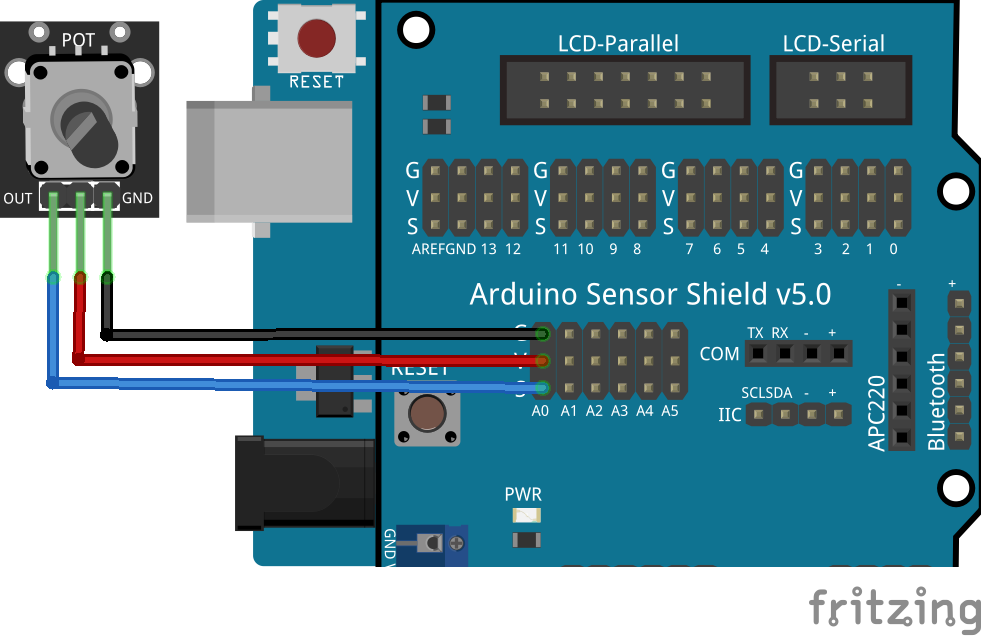 POT
OUT GND
RESET
LCD-Parallel LCD-Serial
G G G G
V V V V
S S S S
AREFGND 13 12 11 10 9 8 7 6 5 4 3 2 1 0
Arduino Sensor Shield v5.0
- +
G
V
S
A0 A1 A2 A3 A4 A5
RESET
TX RX - +
COM
SCLSDA - +
IIC
APC220
Bluetooth
PWR
GND
fritzing